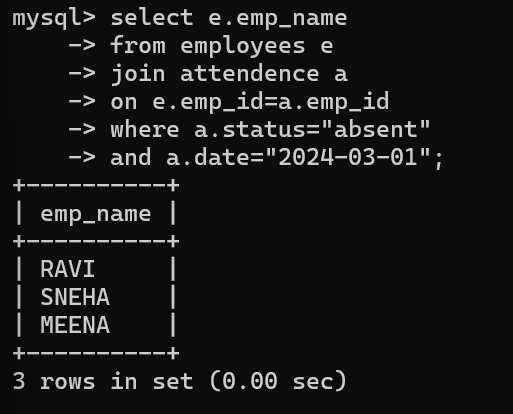 mysql> select e.emp_name
    -> from employees e
    -> join attendence a
    -> on e.emp_id=a.emp_id
    -> where a.status="absent"
    -> and a.date="2024-03-01";
+----------+
| emp_name |
+----------+
| RAVI     |
| SNEHA    |
| MEENA    |
+----------+
3 rows in set (0.00 sec)